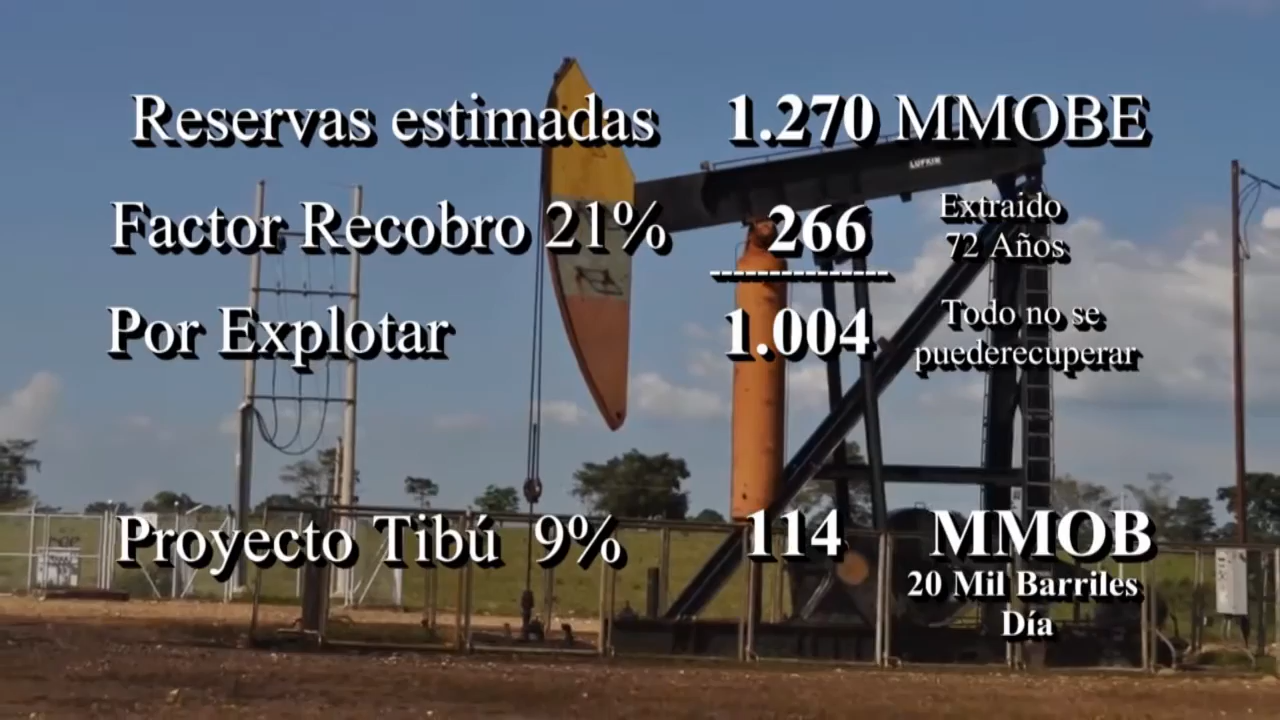 Reservas estimadas 1.270 MMOBE
LUFKIN
Factor Recobro 21% 266 Extraido
72 Años
-----------------
Por Explotar 1.004 Todo no se
puederecuperar
Proyecto Tibú 9% 114 MMOB
20 Mil Barriles
Día